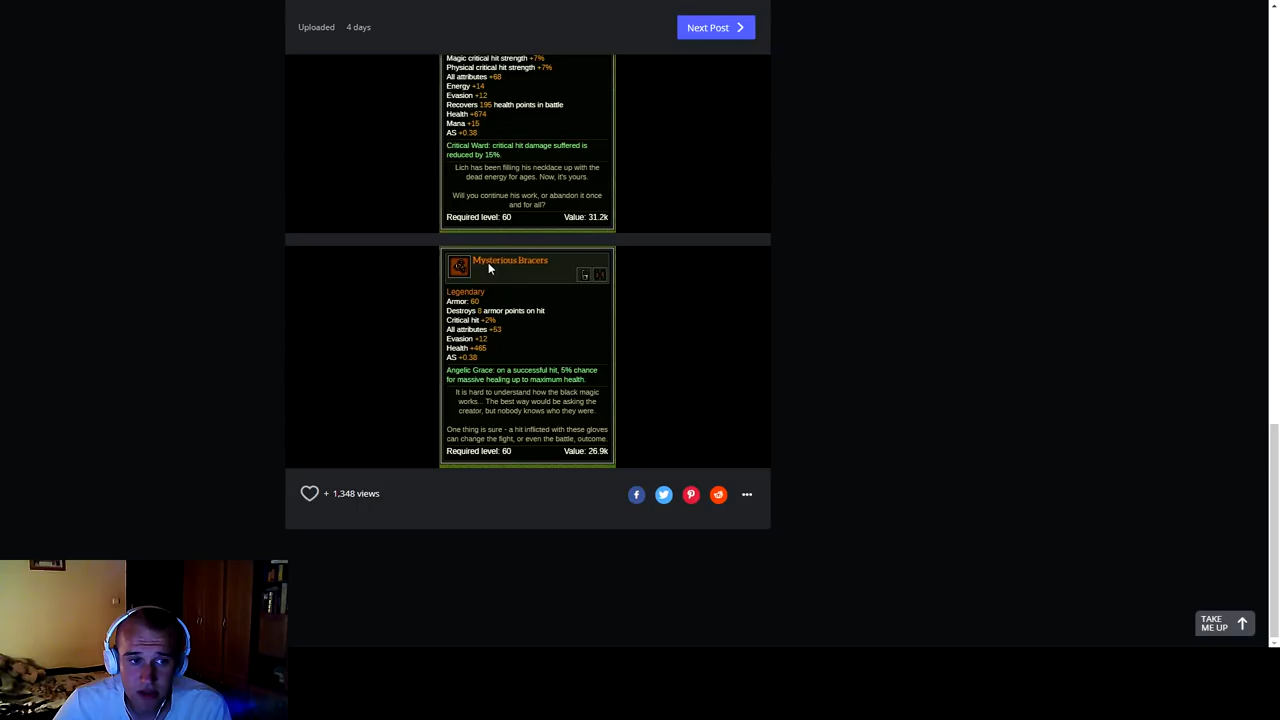 Uploaded 4 days
Next Post
Magic critical hit strength +7%
Physical critical hit strength +7%
All attributes +68
Energy +14
Evasion +12
Recovers 195 health points in battle
Health +674
Mana +15
AS +0.38
Critical Ward: critical hit damage suffered is
reduced by 15%.
Lich has been filling his necklace up with the
dead energy for ages. Now, it's yours.
Will you continue his work, or abandon it once
and for all?
Required level: 60 Value: 31.2k
Mysterious Bracers
Legendary
Armor: 60
Destroys 8 armor points on hit
Critical hit +2%
All attributes +53
Evasion +12
Health +465
AS +0.38
Angelic Grace: on a successful hit, 5% chance
for massive healing up to maximum health.
It is hard to understand how the black magic
works... The best way would be asking the
creator, but nobody knows who they were.
One thing is sure - a hit inflicted with these gloves
can change the fight, or even the battle, outcome.
Required level: 60 Value: 26.9k
+ 1,348 views
TAKE
ME UP